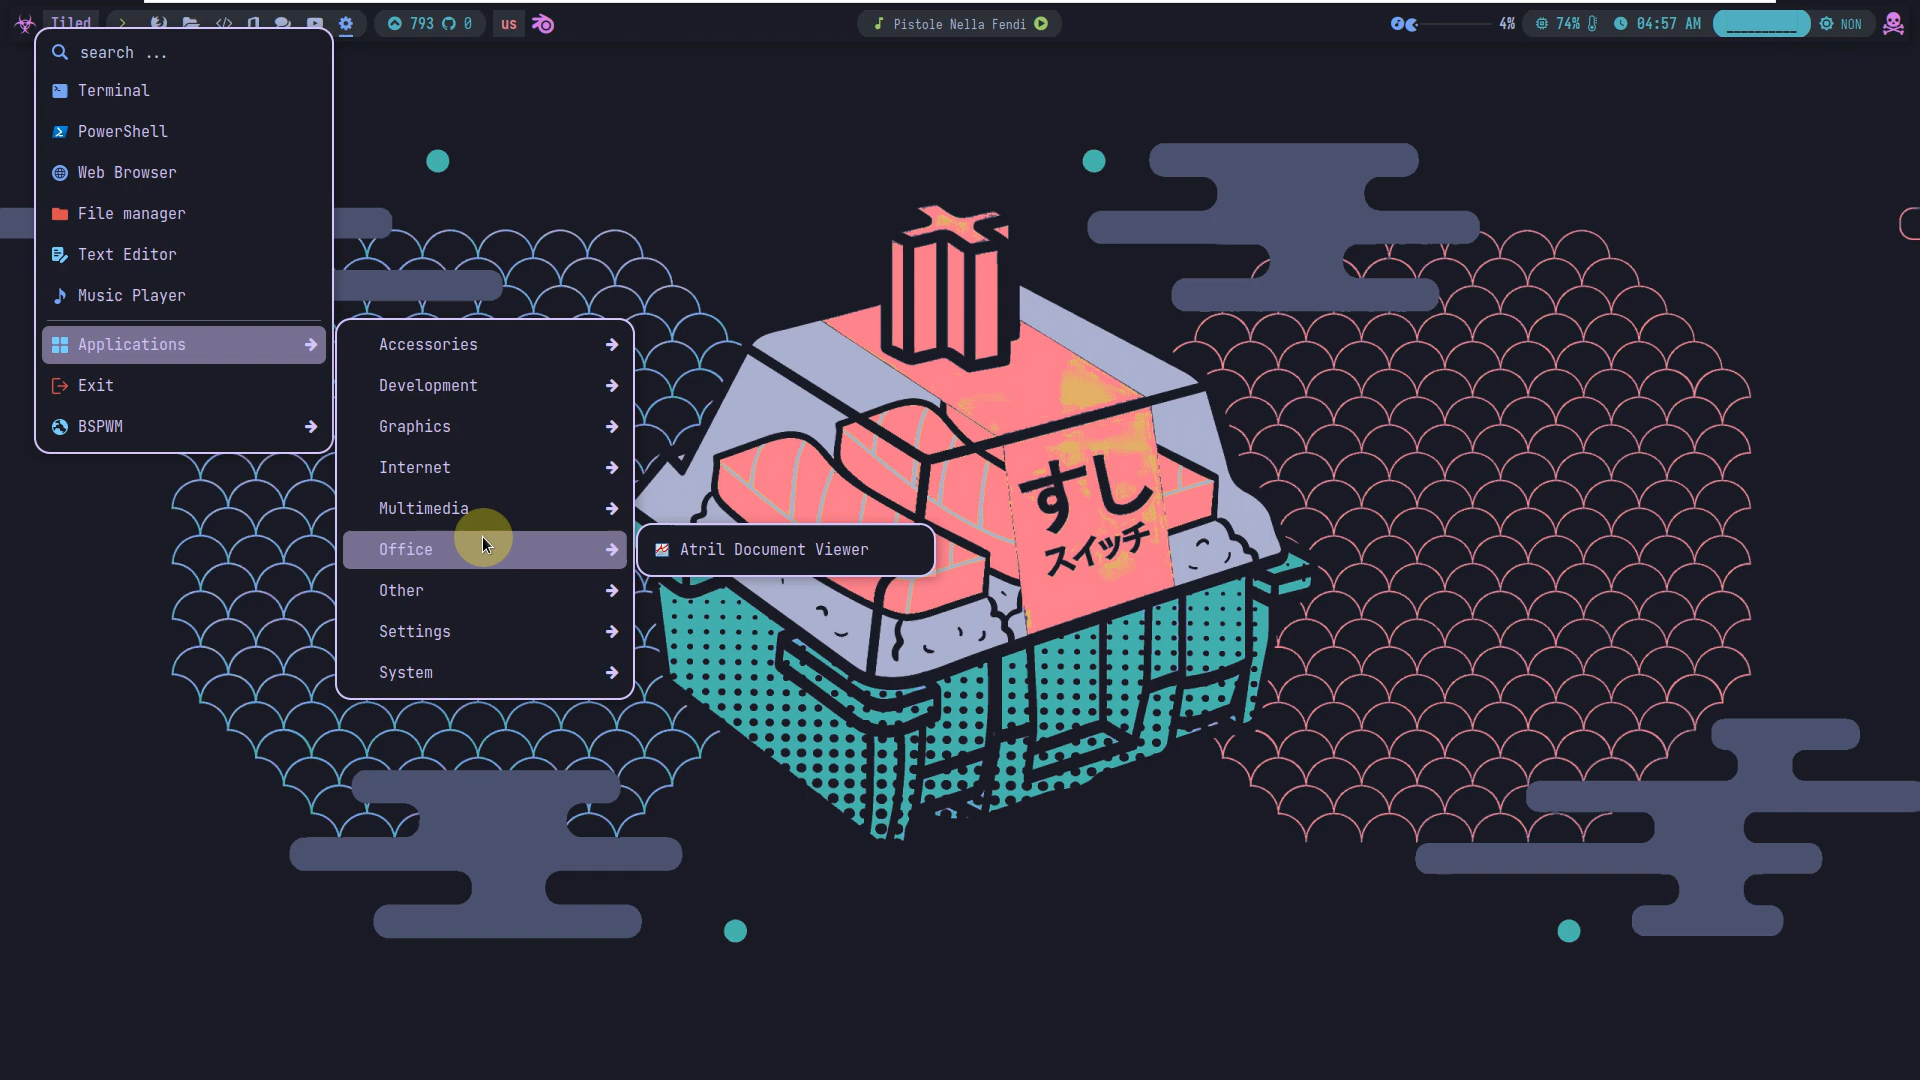 Tiled
793
0
us
Pistole Nella Fendi
4%
74%
04:57 AM
NON
search ...
Terminal
PowerShell
Web Browser
File manager
Text Editor
Music Player
Applications
Exit
BSPWM
Accessories
Development
Graphics
Internet
Multimedia
Office
Other
Settings
System
Atril Document Viewer
すし
スイッチ